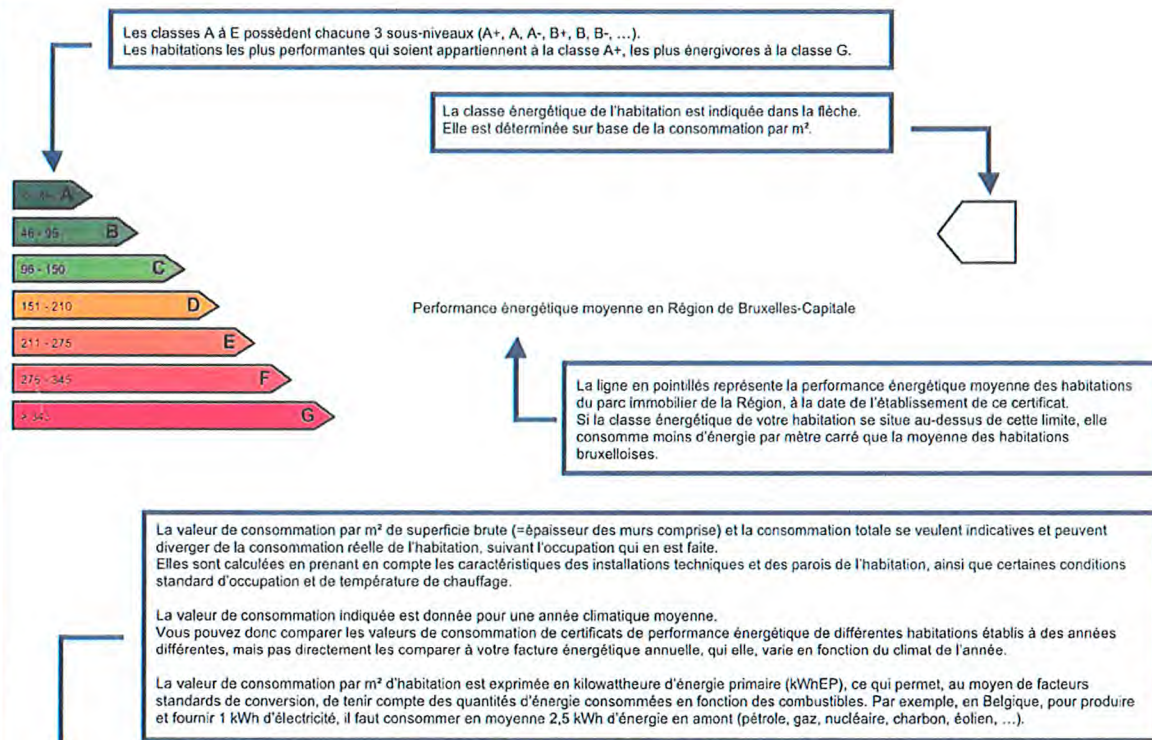 Les classes A à E possèdent chacune 3 sous-niveaux (A+, A, A-, B+, B, B-, ...).
Les habitations les plus performantes qui soient appartiennent à la classe A+, les plus énergivores à la classe G.
La classe énergétique de l'habitation est indiquée dans la flèche.
Elle est déterminée sur base de la consommation par m².
A
46 - 95 B
96 - 150 C
151 - 210 D
211 - 275 E
276 - 345 F
> 345 G
Performance énergétique moyenne en Région de Bruxelles-Capitale
La ligne en pointillés représente la performance énergétique moyenne des habitations
du parc immobilier de la Région, à la date de l'établissement de ce certificat.
Si la classe énergétique de votre habitation se situe au-dessus de cette limite, elle
consomme moins d'énergie par mètre carré que la moyenne des habitations
bruxelloises.
La valeur de consommation par m² de superficie brute (=épaisseur des murs comprise) et la consommation totale se veulent indicatives et peuvent
diverger de la consommation réelle de l'habitation, suivant l'occupation qui en est faite.
Elles sont calculées en prenant en compte les caractéristiques des installations techniques et des parois de l'habitation, ainsi que certaines conditions
standard d'occupation et de température de chauffage.
La valeur de consommation indiquée est donnée pour une année climatique moyenne.
Vous pouvez donc comparer les valeurs de consommation de certificats de performance énergétique de différentes habitations établis à des années
différentes, mais pas directement les comparer à votre facture énergétique annuelle, qui elle, varie en fonction du climat de l'année.
La valeur de consommation par m² d'habitation est exprimée en kilowattheure d'énergie primaire (kWhEP), ce qui permet, au moyen de facteurs
standards de conversion, de tenir compte des quantités d'énergie consommées en fonction des combustibles. Par exemple, en Belgique, pour produire
et fournir 1 kWh d'électricité, il faut consommer en moyenne 2,5 kWh d'énergie en amont (pétrole, gaz, nucléaire, charbon, éolien, ...).